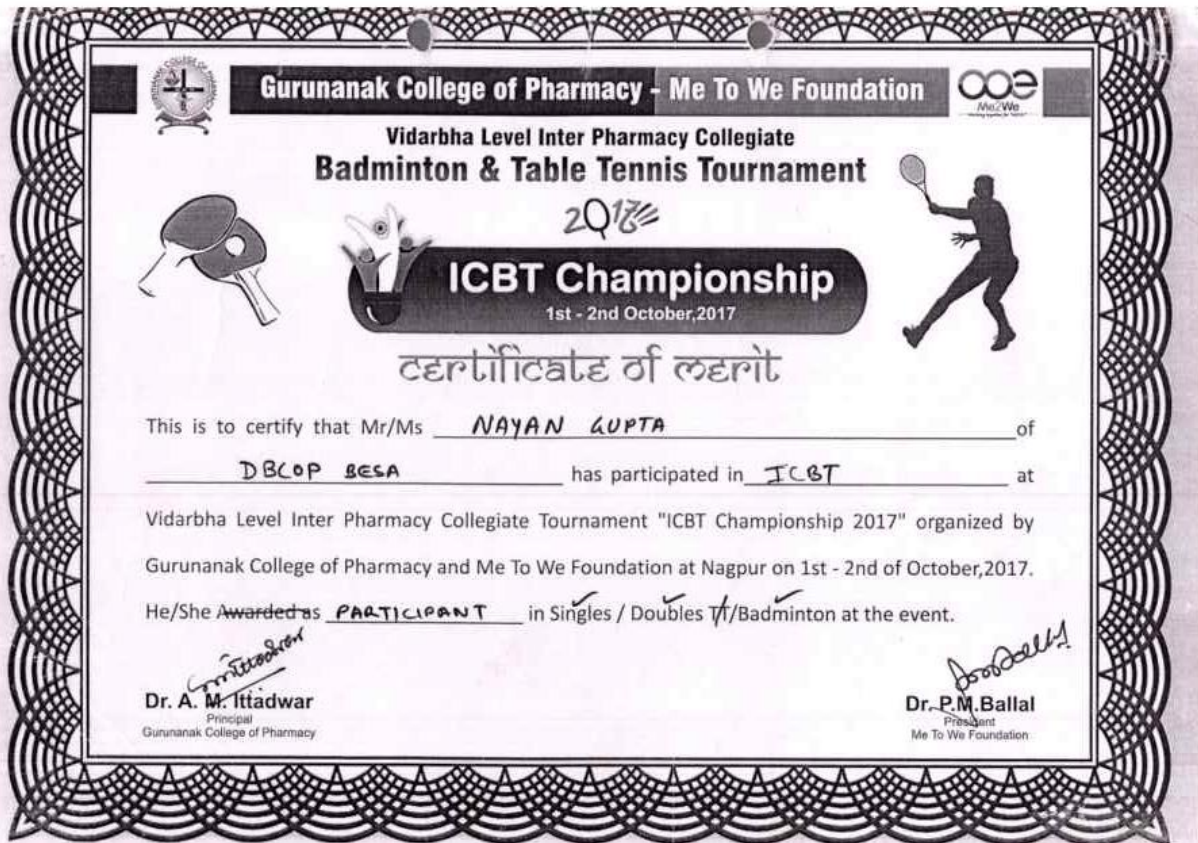 Gurunanak College of Pharmacy - Me To We Foundation
Me2We
Vidarbha Level Inter Pharmacy Collegiate
Badminton & Table Tennis Tournament
2017
ICBT Championship
1st - 2nd October,2017
certificate of merit
This is to certify that Mr/Ms NAYAN GUPTA of
DBCOP BESA has participated in ICBT at
Vidarbha Level Inter Pharmacy Collegiate Tournament "ICBT Championship 2017" organized by
Gurunanak College of Pharmacy and Me To We Foundation at Nagpur on 1st - 2nd of October,2017.
He/She Awarded as PARTICIPANT in Singles / Doubles TT/Badminton at the event.
Dr. A. M. Ittadwar
Principal
Gurunanak College of Pharmacy
Dr. P.M.Ballal
President
Me To We Foundation